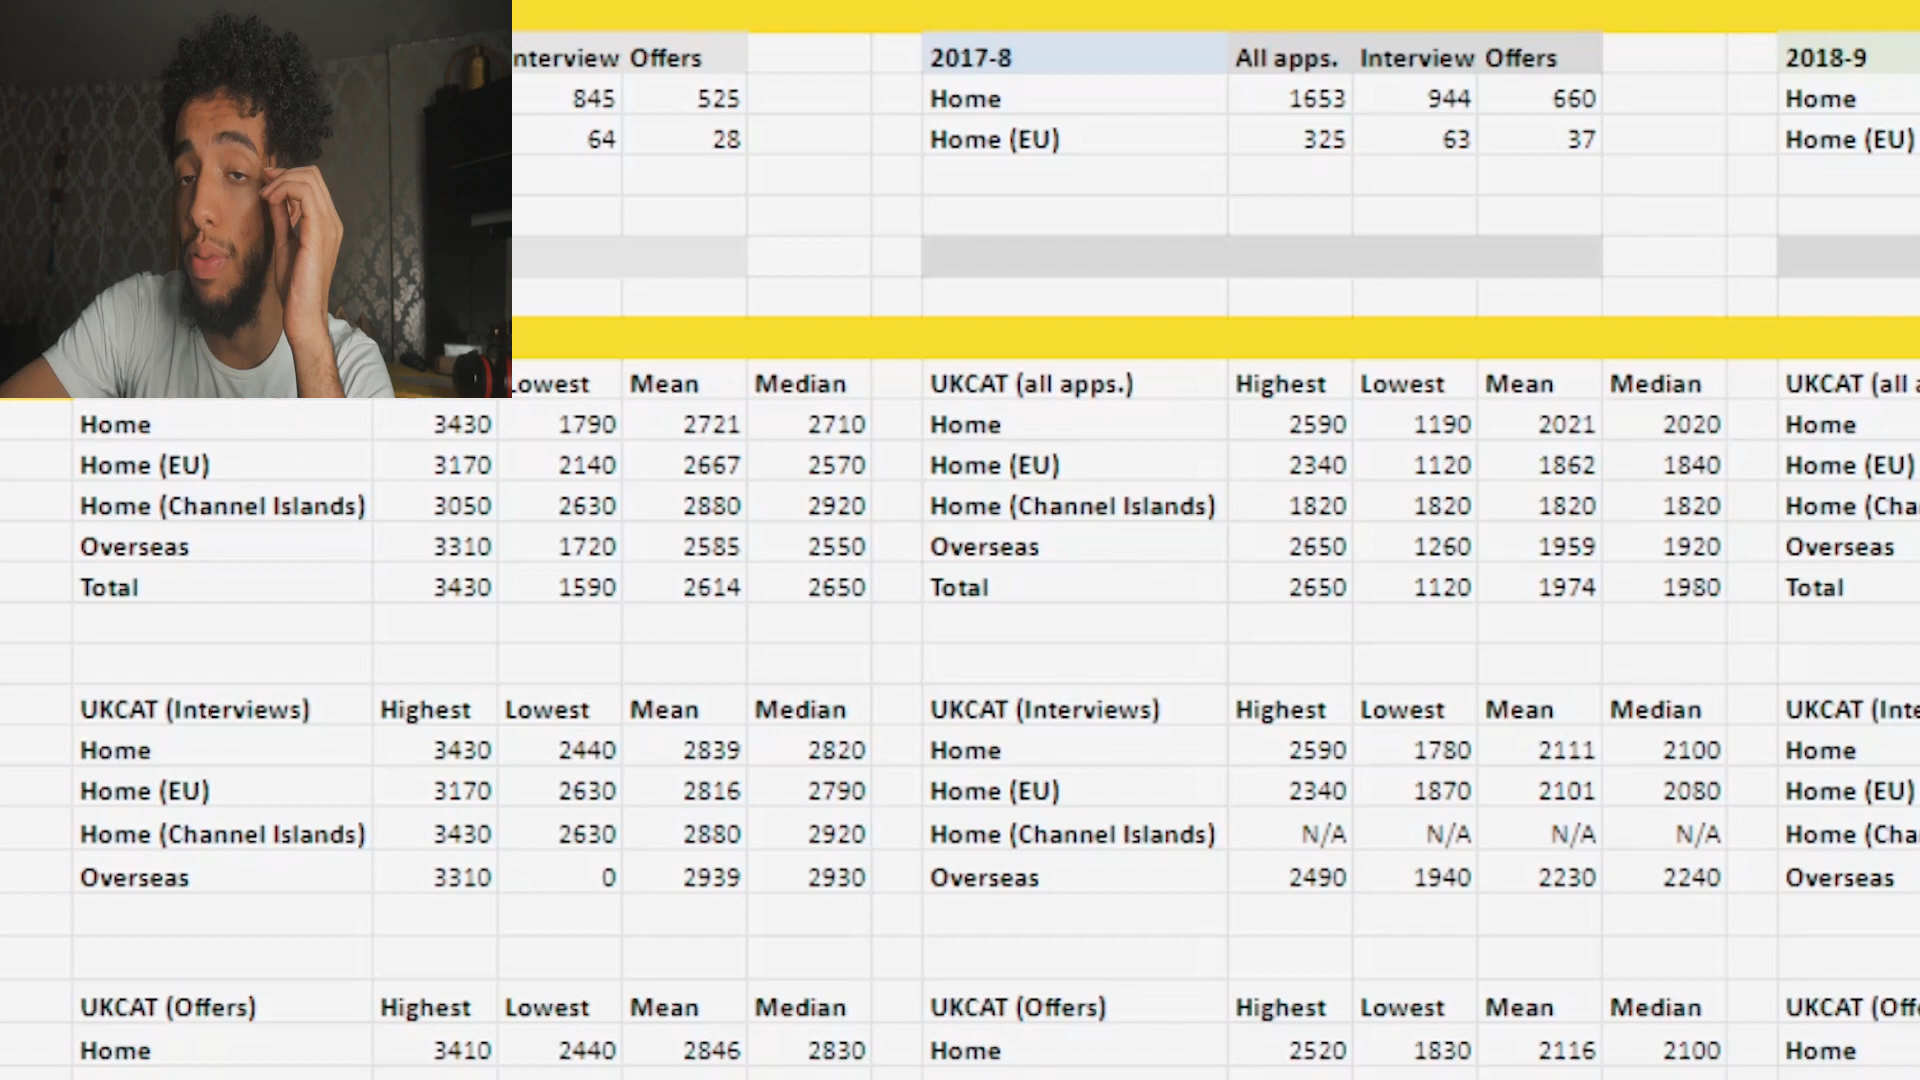 nterview Offers 2017-8 All apps. Interview Offers 2018-9
845 525 Home 1653 944 660 Home
64 28 Home (EU) 325 63 37 Home (EU)
Lowest Mean Median UKCAT (all apps.) Highest Lowest Mean Median UKCAT (all a
Home 3430 1790 2721 2710 Home 2590 1190 2021 2020 Home
Home (EU) 3170 2140 2667 2570 Home (EU) 2340 1120 1862 1840 Home (EU)
Home (Channel Islands) 3050 2630 2880 2920 Home (Channel Islands) 1820 1820 1820 1820 Home (Cha
Overseas 3310 1720 2585 2550 Overseas 2650 1260 1959 1920 Overseas
Total 3430 1590 2614 2650 Total 2650 1120 1974 1980 Total
UKCAT (Interviews) Highest Lowest Mean Median UKCAT (Interviews) Highest Lowest Mean Median UKCAT (Inte
Home 3430 2440 2839 2820 Home 2590 1780 2111 2100 Home
Home (EU) 3170 2630 2816 2790 Home (EU) 2340 1870 2101 2080 Home (EU)
Home (Channel Islands) 3430 2630 2880 2920 Home (Channel Islands) N/A N/A N/A N/A Home (Cha
Overseas 3310 0 2939 2930 Overseas 2490 1940 2230 2240 Overseas
UKCAT (Offers) Highest Lowest Mean Median UKCAT (Offers) Highest Lowest Mean Median UKCAT (Offe
Home 3410 2440 2846 2830 Home 2520 1830 2116 2100 Home